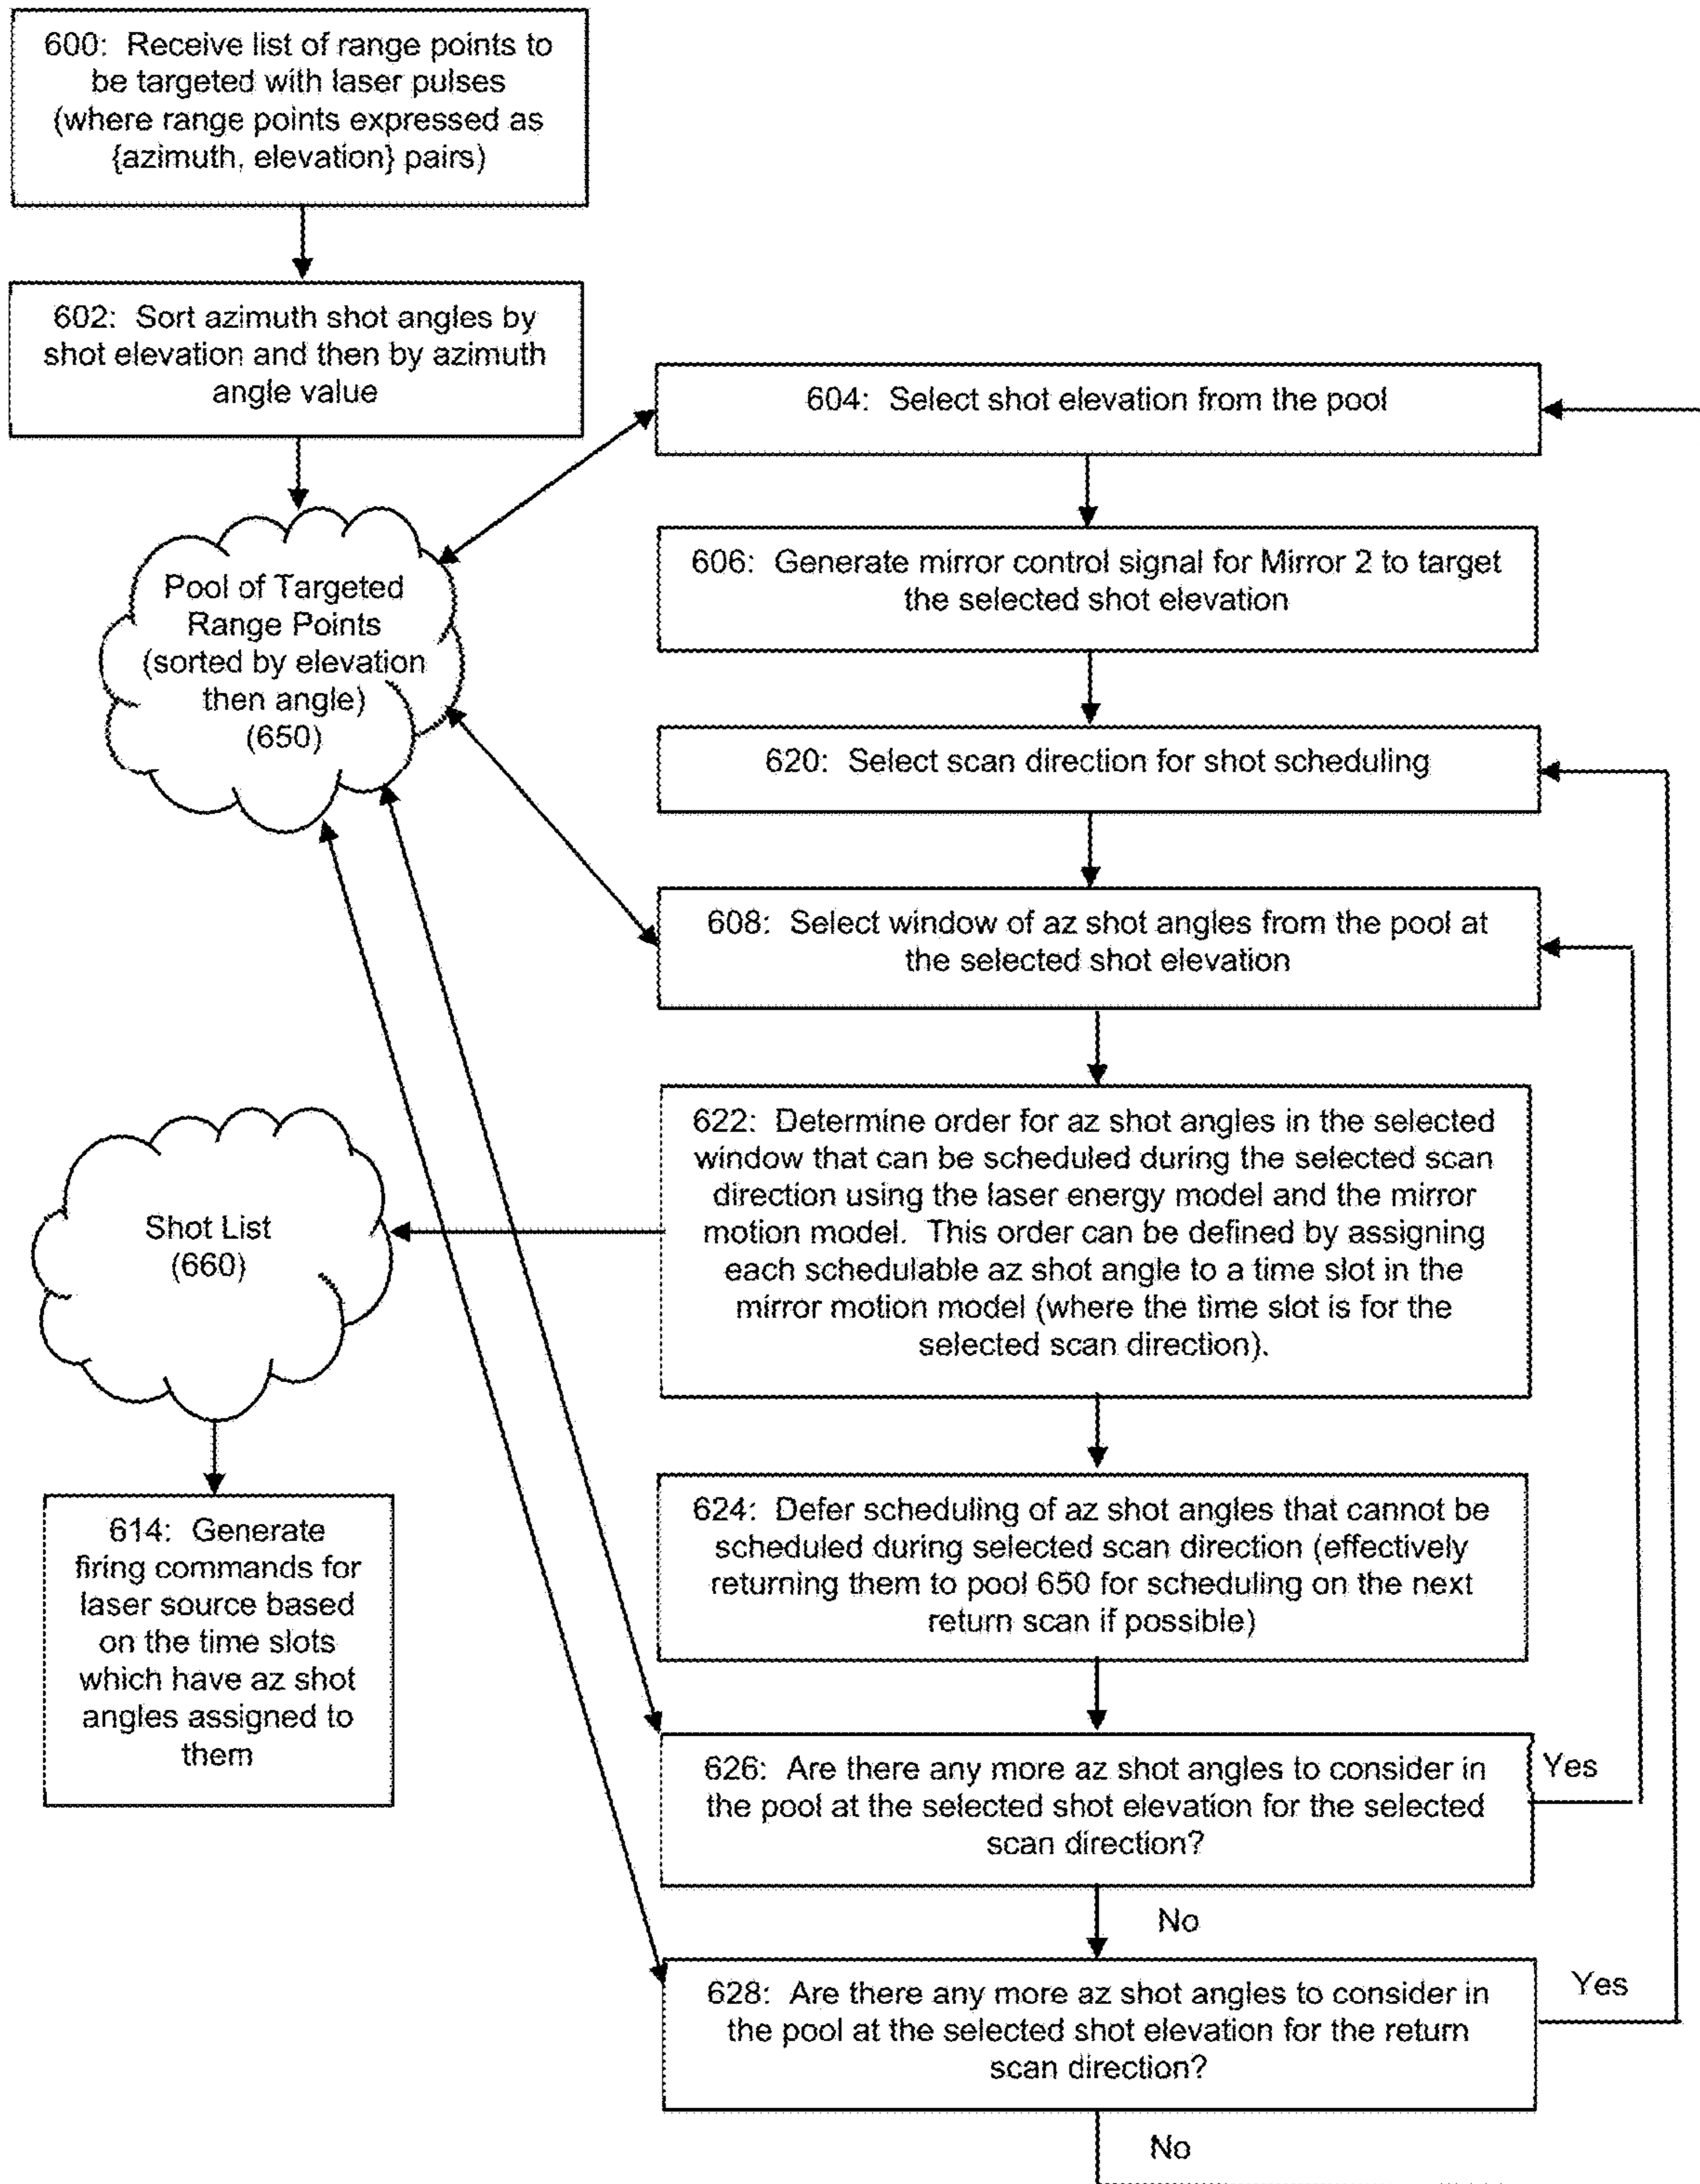 600: Receive list of range points to
be targeted with laser pulses
(where range points expressed as
{azimuth, elevation} pairs)
602: Sort azimuth shot angles by
shot elevation and then by azimuth
angle value
604: Select shot elevation from the pool
606: Generate mirror control signal for Mirror 2 to target
the selected shot elevation
Pool of Targeted
Range Points
(sorted by elevation
then angle)
(650)
620: Select scan direction for shot scheduling
608: Select window of az shot angles from the pool at
the selected shot elevation
622: Determine order for az shot angles in the selected
window that can be scheduled during the selected scan
direction using the laser energy model and the mirror
motion model. This order can be defined by assigning
each schedulable az shot angle to a time slot in the
mirror motion model (where the time slot is for the
selected scan direction).
Shot List
(660)
624: Defer scheduling of az shot angles that cannot be
scheduled during selected scan direction (effectively
returning them to pool 650 for scheduling on the next
return scan if possible)
614: Generate
firing commands for
laser source based
on the time slots
which have az shot
angles assigned to
them
626: Are there any more az shot angles to consider in
the pool at the selected shot elevation for the selected
scan direction?
Yes
No
628: Are there any more az shot angles to consider in
the pool at the selected shot elevation for the return
scan direction?
Yes
No